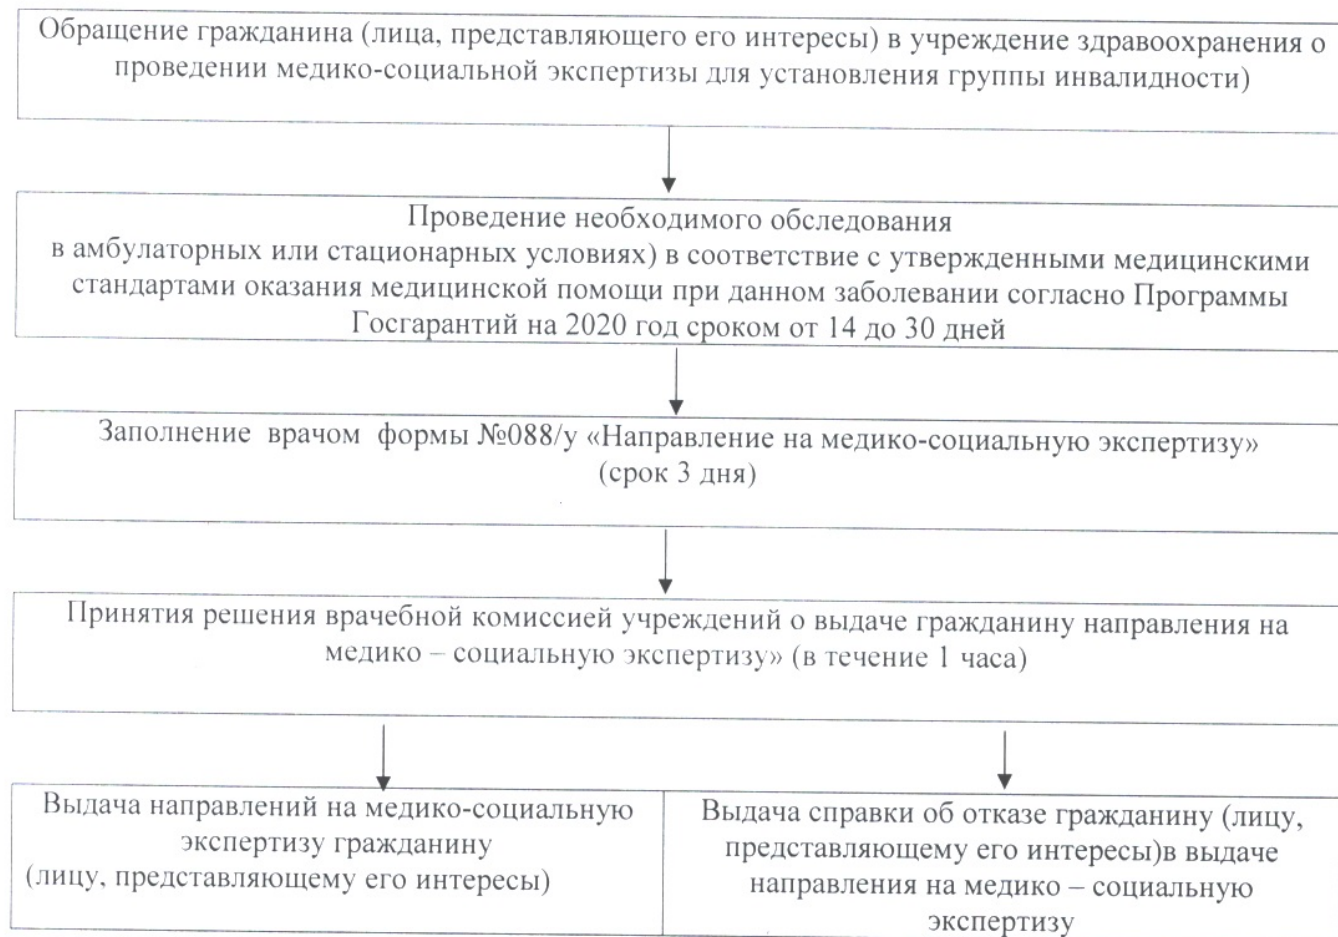 Обращение гражданина (лица, представляющего его интересы) в учреждение здравоохранения о
проведении медико-социальной экспертизы для установления группы инвалидности)
Проведение необходимого обследования
в амбулаторных или стационарных условиях) в соответствие с утвержденными медицинскими
стандартами оказания медицинской помощи при данном заболевании согласно Программы
Госгарантий на 2020 год сроком от 14 до 30 дней
Заполнение врачом формы №088/у «Направление на медико-социальную экспертизу»
(срок 3 дня)
Принятия решения врачебной комиссией учреждений о выдаче гражданину направления на
медико – социальную экспертизу» (в течение 1 часа)
Выдача направлений на медико-социальную
экспертизу гражданину
(лицу, представляющему его интересы)
Выдача справки об отказе гражданину (лицу,
представляющему его интересы)в выдаче
направления на медико – социальную
экспертизу